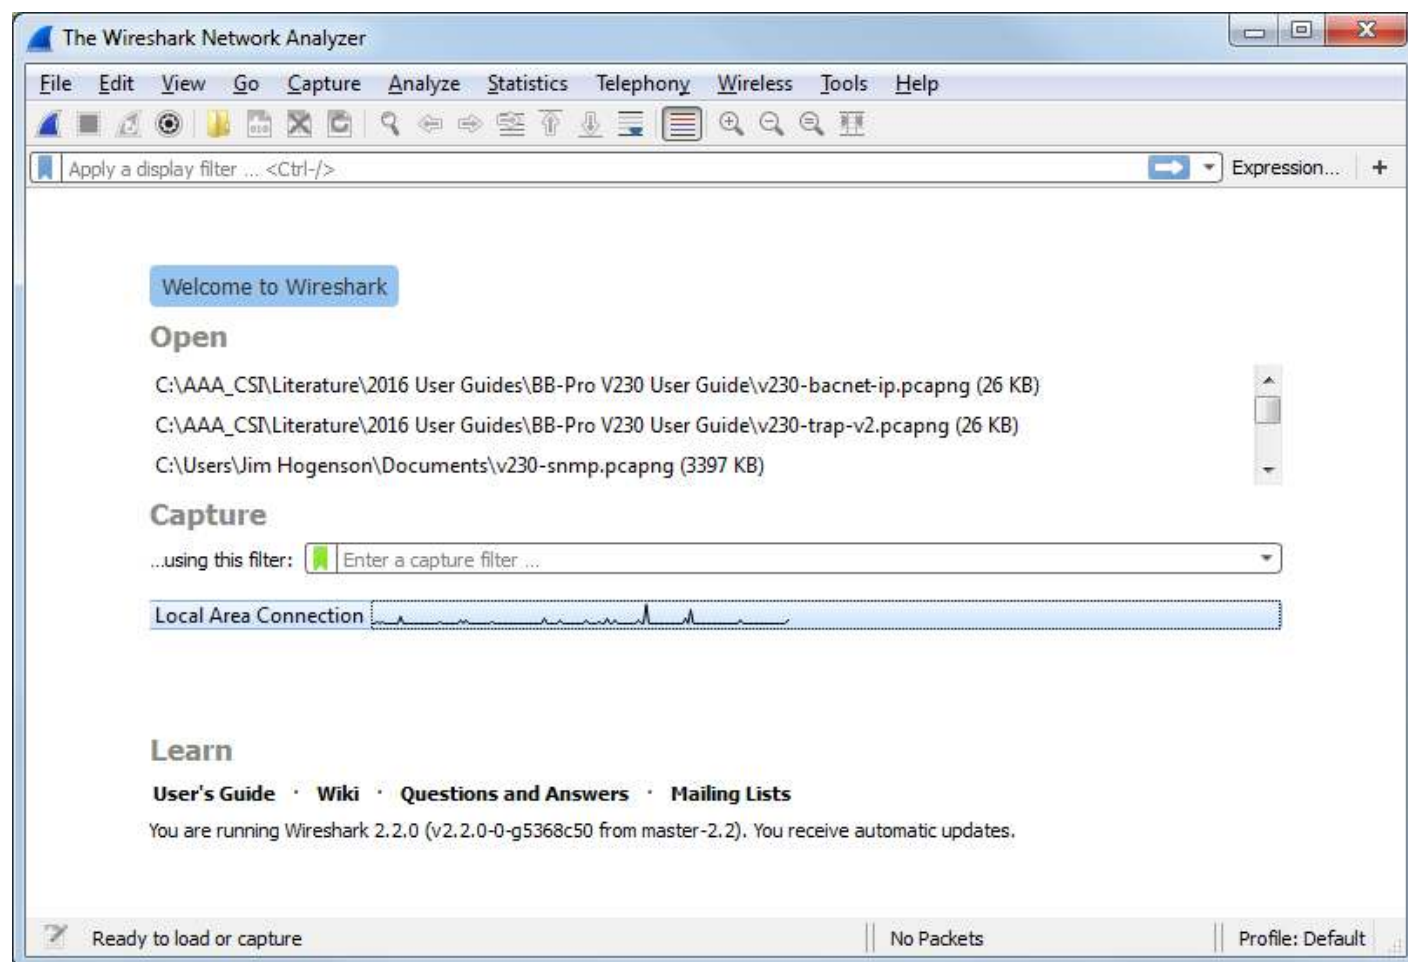 The Wireshark Network Analyzer
File Edit View Go Capture Analyze Statistics Telephony Wireless Tools Help
Apply a display filter ... <Ctrl-/> Expression... +
Welcome to Wireshark
Open
C:\AAA_CSI\Literature\2016 User Guides\BB-Pro V230 User Guide\v230-bacnet-ip.pcapng (26 KB)
C:\AAA_CSI\Literature\2016 User Guides\BB-Pro V230 User Guide\v230-trap-v2.pcapng (26 KB)
C:\Users\Jim Hogenson\Documents\v230-snmp.pcapng (3397 KB)
Capture
...using this filter: Enter a capture filter ...
Local Area Connection
Learn
User's Guide · Wiki · Questions and Answers · Mailing Lists
You are running Wireshark 2.2.0 (v2.2.0-0-g5368c50 from master-2.2). You receive automatic updates.
Ready to load or capture No Packets Profile: Default